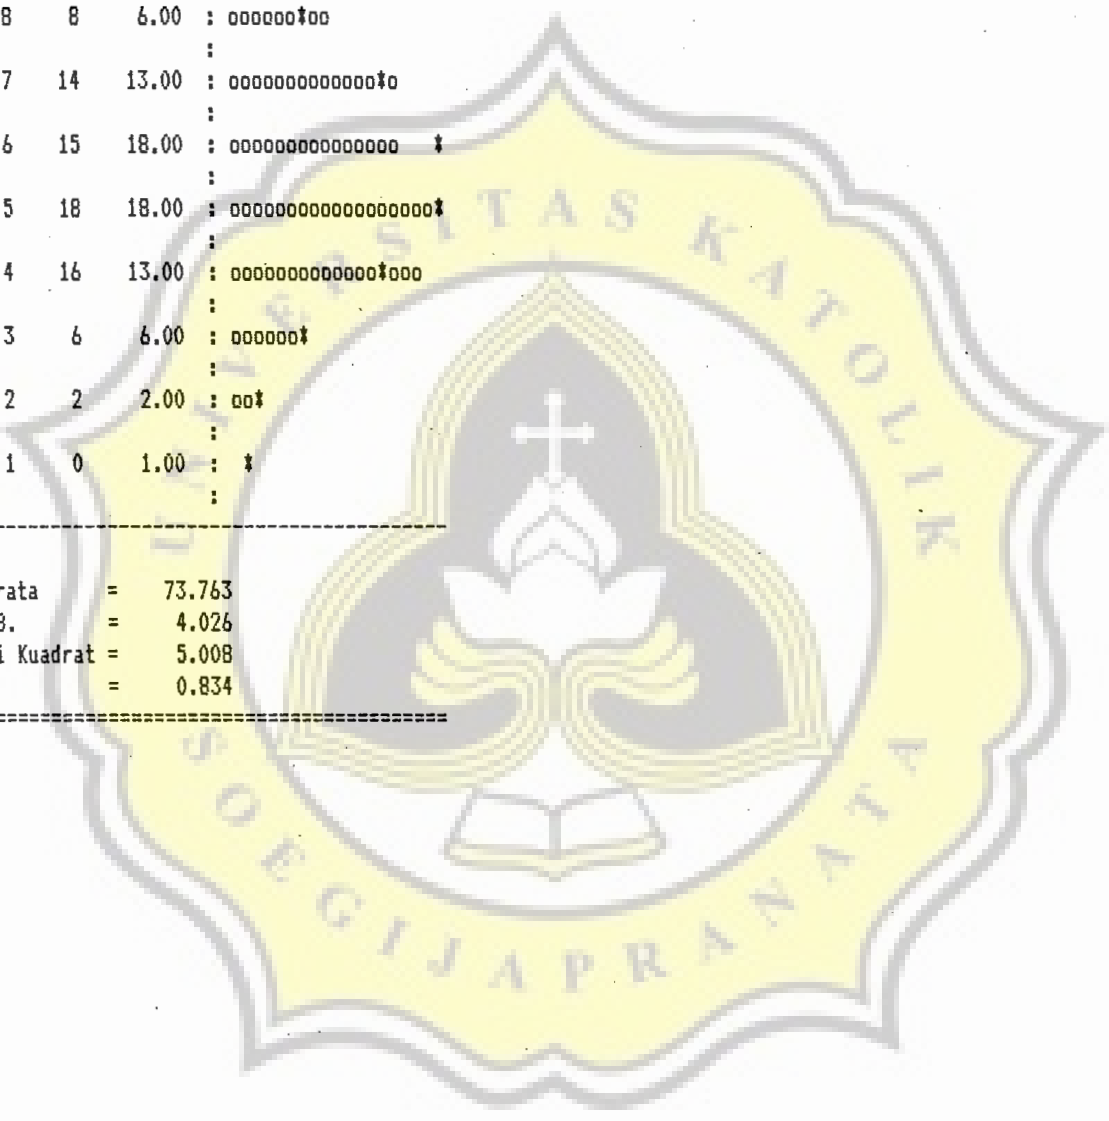 8 8 6.00 : oooooo*oo
:
7 14 13.00 : ooooooooooooo*o
:
6 15 18.00 : ooooooooooooooo *
:
5 18 18.00 : oooooooooooooooooo*
:
4 16 13.00 : ooooooooooooo*ooo
:
3 6 6.00 : oooooo*
:
2 2 2.00 : oo*
:
1 0 1.00 : *
:
----------------------------------------
rata = 73.763
B. = 4.026
i Kuadrat = 5.008
= 0.834
========================================
UNIVERSITAS KATOLIK
SOEGIJAPRANATA